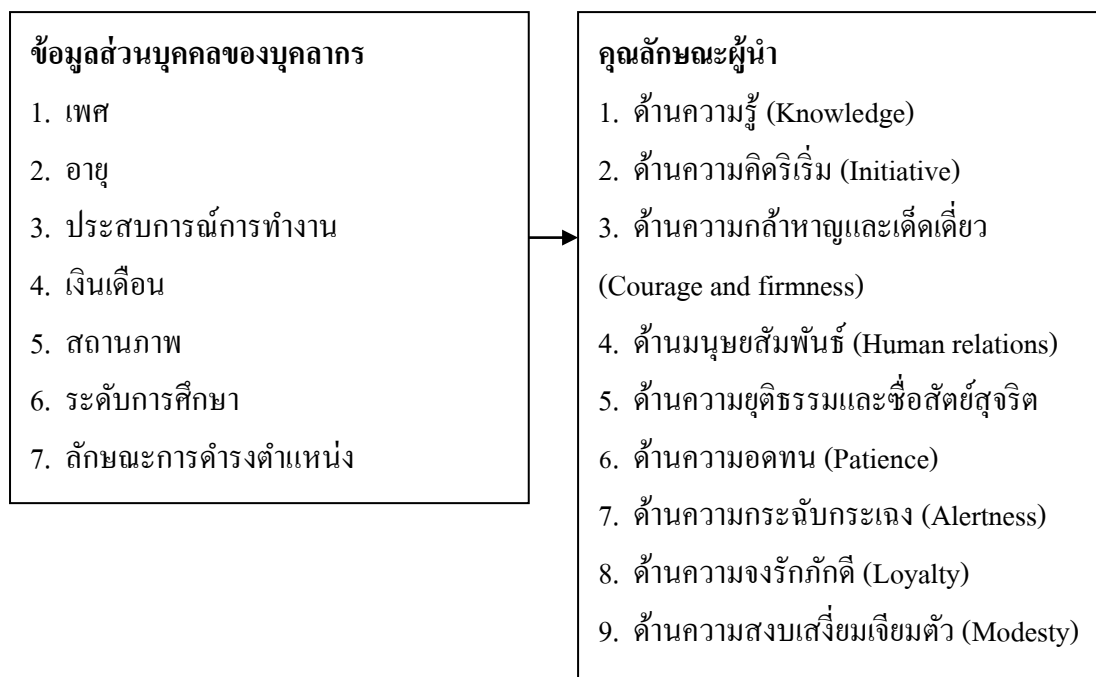 ข้อมูลส่วนบุคคลของบุคลากร
1. เพศ
2. อายุ
3. ประสบการณ์การทำงาน
4. เงินเดือน
5. สถานภาพ
6. ระดับการศึกษา
7. ลักษณะการดำรงตำแหน่ง
คุณลักษณะผู้นำ
1. ด้านความรู้ (Knowledge)
2. ด้านความคิดริเริ่ม (Initiative)
3. ด้านความกล้าหาญและเด็ดเดี่ยว
(Courage and firmness)
4. ด้านมนุษยสัมพันธ์ (Human relations)
5. ด้านความยุติธรรมและซื่อสัตย์สุจริต
6. ด้านความอดทน (Patience)
7. ด้านความกระฉับกระเฉง (Alertness)
8. ด้านความจงรักภักดี (Loyalty)
9. ด้านความสงบเสงี่ยมเจียมตัว (Modesty)